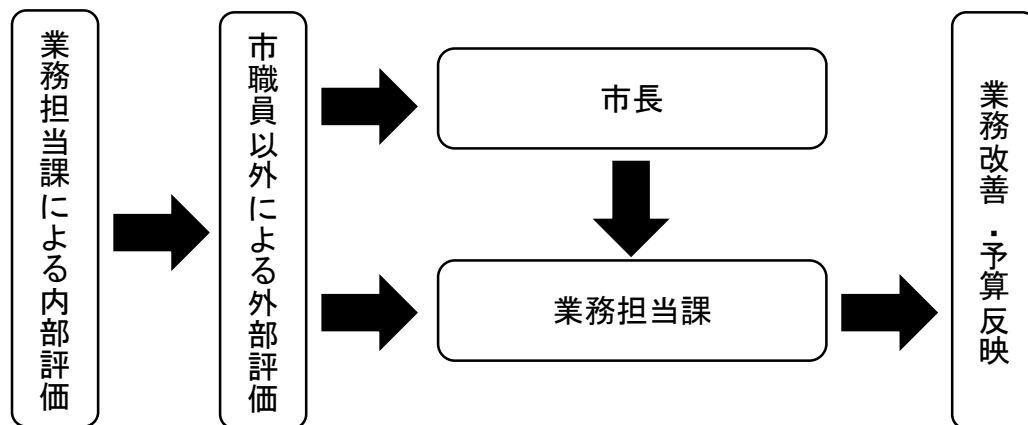 業務担当課による内部評価
市職員以外による外部評価
市長
業務担当課
業務改善・予算反映